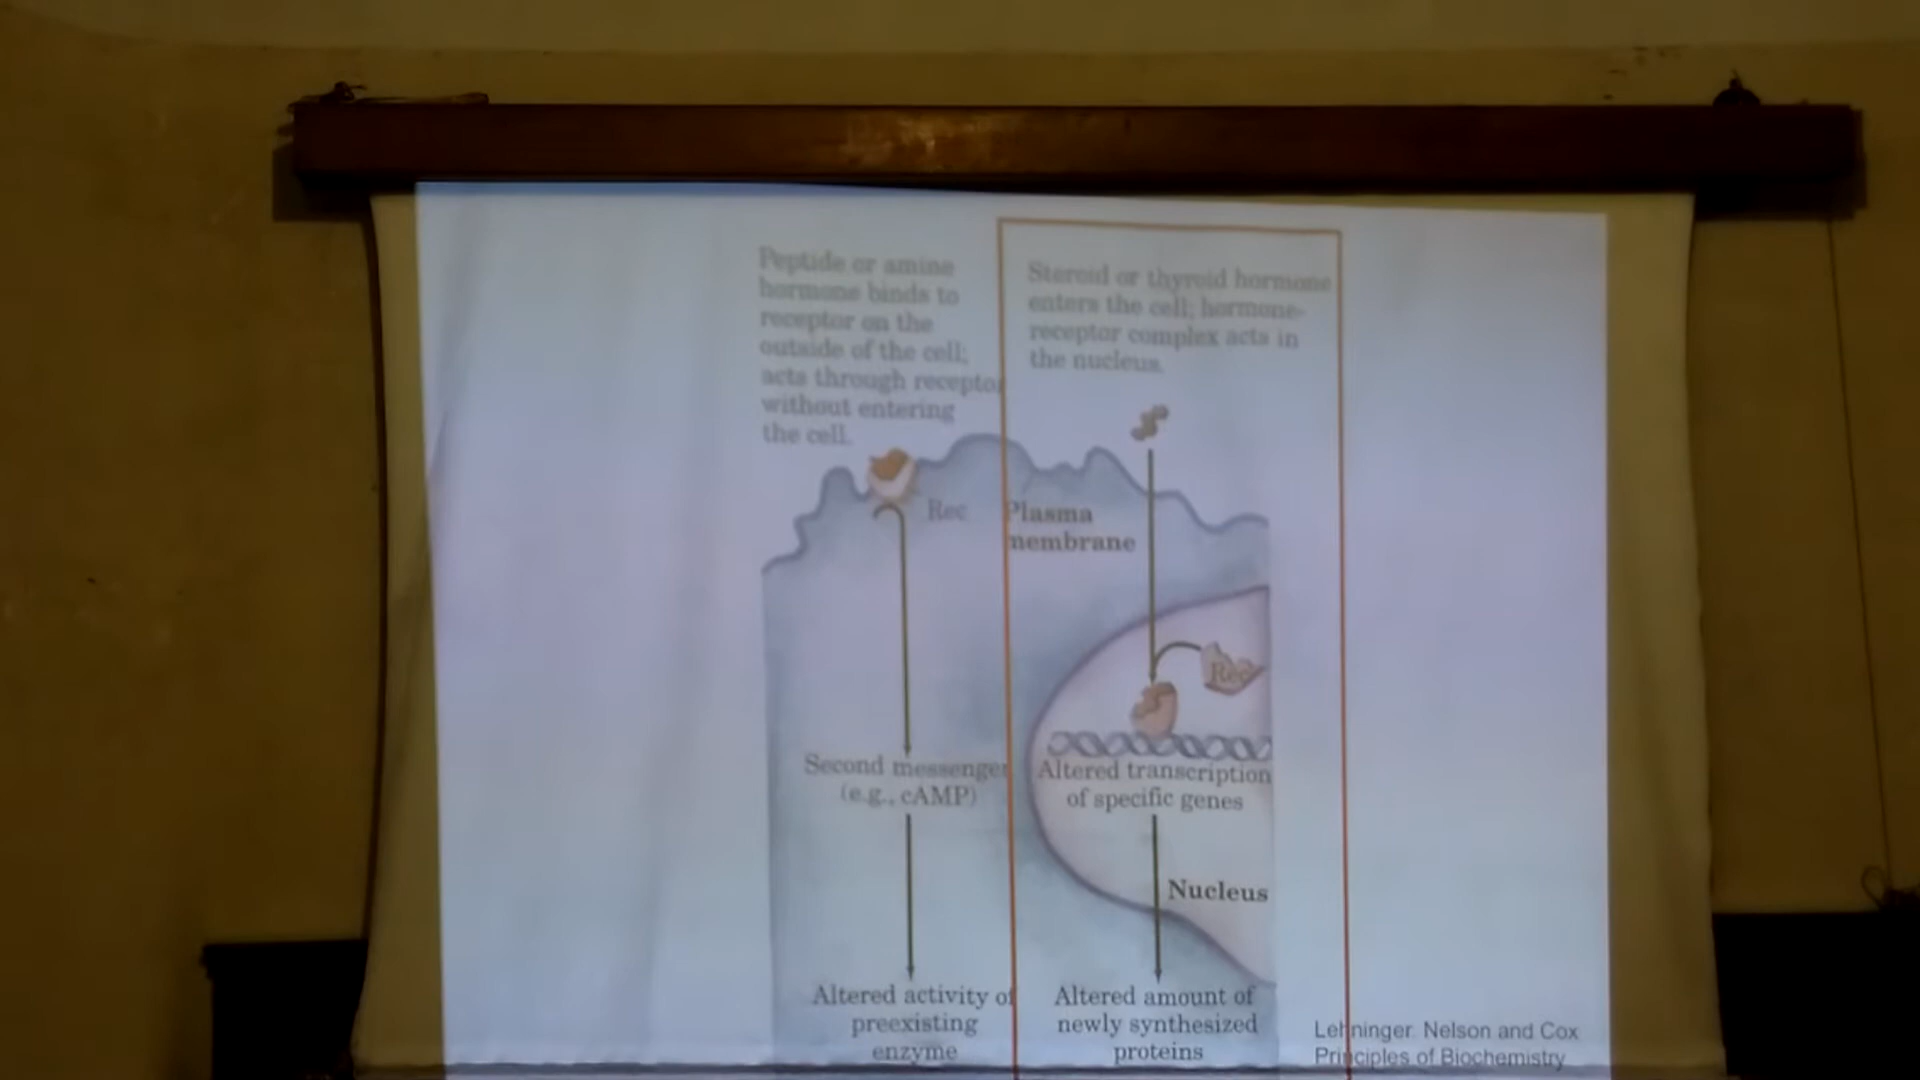 Peptide or amine
hormone binds to
receptor on the
outside of the cell;
acts through receptor
without entering
the cell.
Steroid or thyroid hormone
enters the cell; hormone-
receptor complex acts in
the nucleus.
Rec
Plasma
membrane
Rec
Second messenger
(e.g., cAMP)
Altered transcription
of specific genes
Nucleus
Altered activity of
preexisting
enzyme
Altered amount of
newly synthesized
proteins
Lehninger. Nelson and Cox
Principles of Biochemistry